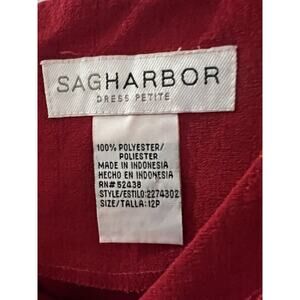 SAGHARBOR
DRESS PETITE
100% POLYESTER/
POLIESTER
MADE IN INDONESIA
HECHO EN INDONESIA
RN#52438
STYLE/ESTILO:2274302
SIZE/TALLA:12P